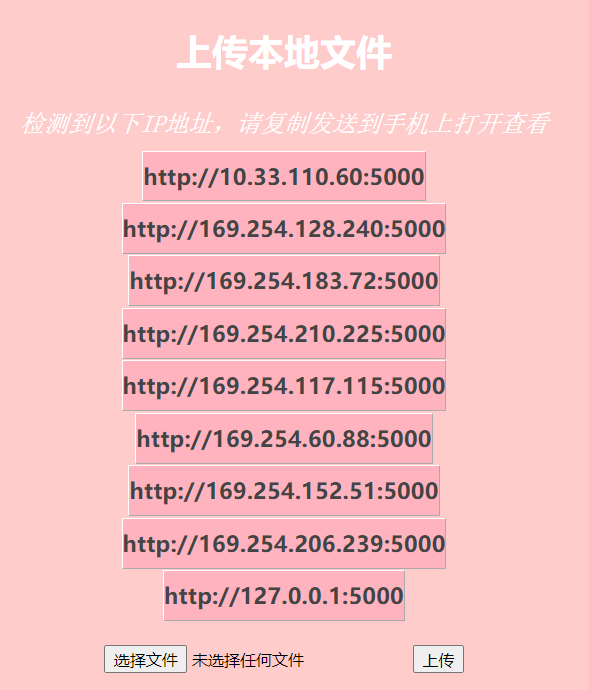 上传本地文件
检测到以下IP地址，请复制发送到手机上打开查看
http://10.33.110.60:5000
http://169.254.128.240:5000
http://169.254.183.72:5000
http://169.254.210.225:5000
http://169.254.117.115:5000
http://169.254.60.88:5000
http://169.254.152.51:5000
http://169.254.206.239:5000
http://127.0.0.1:5000
选择文件 未选择任何文件 上传